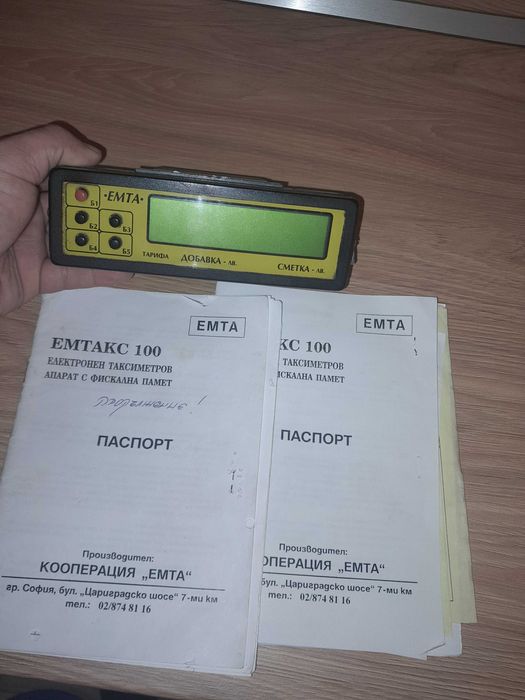 ·ЕМТА·
Б1
Б2
Б3
Б4
Б5
ТАРИФА ДОБАВКА - лв. СМЕТКА - лв.
ЕМТА
ЕМТАКС 100
ЕЛЕКТРОНЕН ТАКСИМЕТРОВ
АПАРАТ С ФИСКАЛНА ПАМЕТ
ПАСПОРТ
Производител:
КООПЕРАЦИЯ „ЕМТА“
гр. София, бул. „Цариградско шосе“ 7-ми км
тел.: 02/874 81 16
ЕМТА
КС 100
ТАКСИМЕТРОВ
ИСКАЛНА ПАМЕТ
ПАСПОРТ
Производител:
ОПЕРАЦИЯ „ЕМТА“
бул. „Цариградско шосе“ 7-ми км
тел.: 02/874 81 16